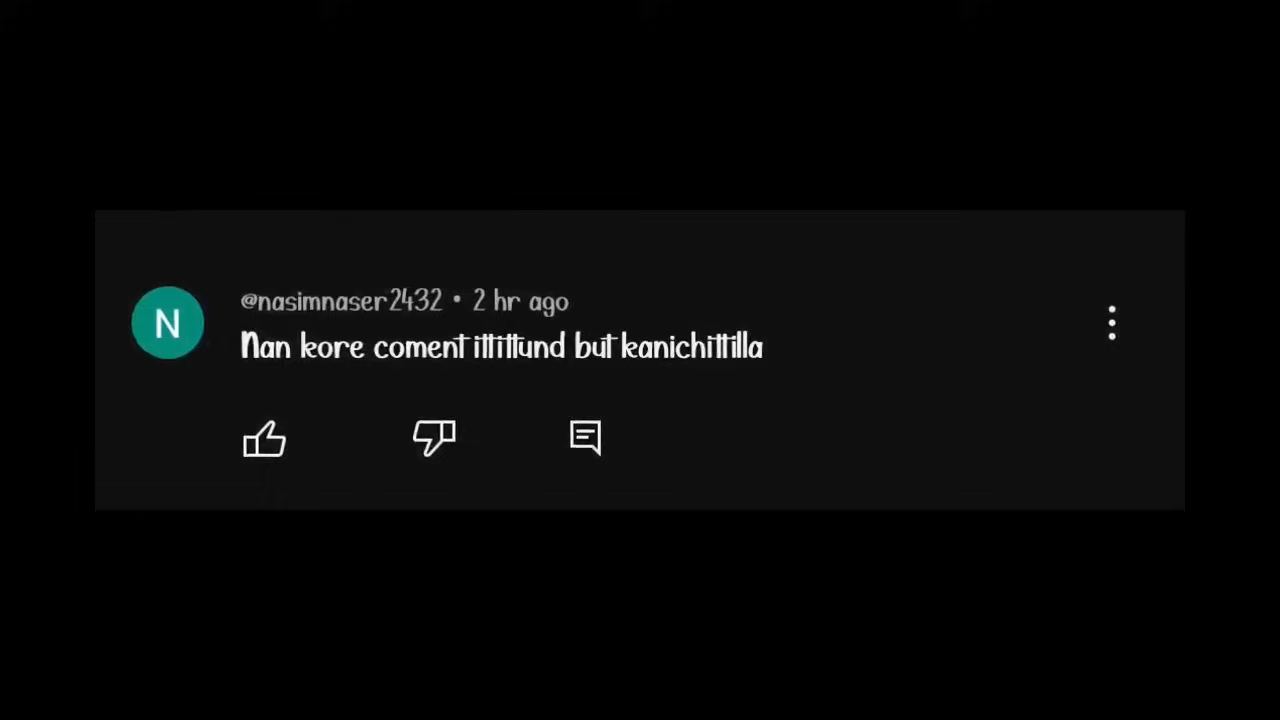 N
@nasimnaser2432 • 2 hr ago
Nan kore coment ittittund but kanichittilla